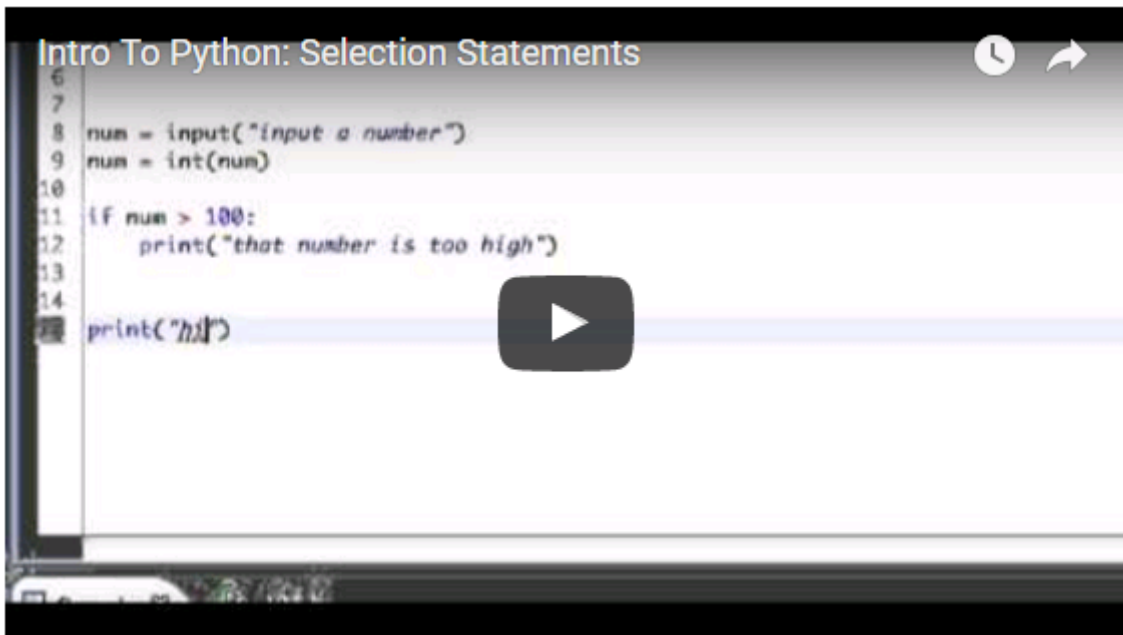 Intro To Python: Selection Statements
6
7
8 num = input("input a number")
9 num = int(num)
10
11 if num > 100:
12 print("that number is too high")
13
14
print("hi")